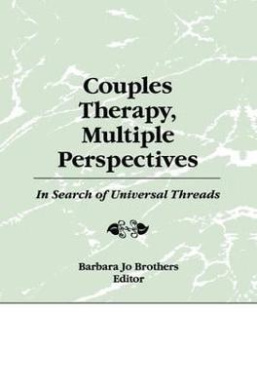 Couples
Therapy,
Multiple
Perspectives
In Search of Universal Threads
Barbara Jo Brothers
Editor